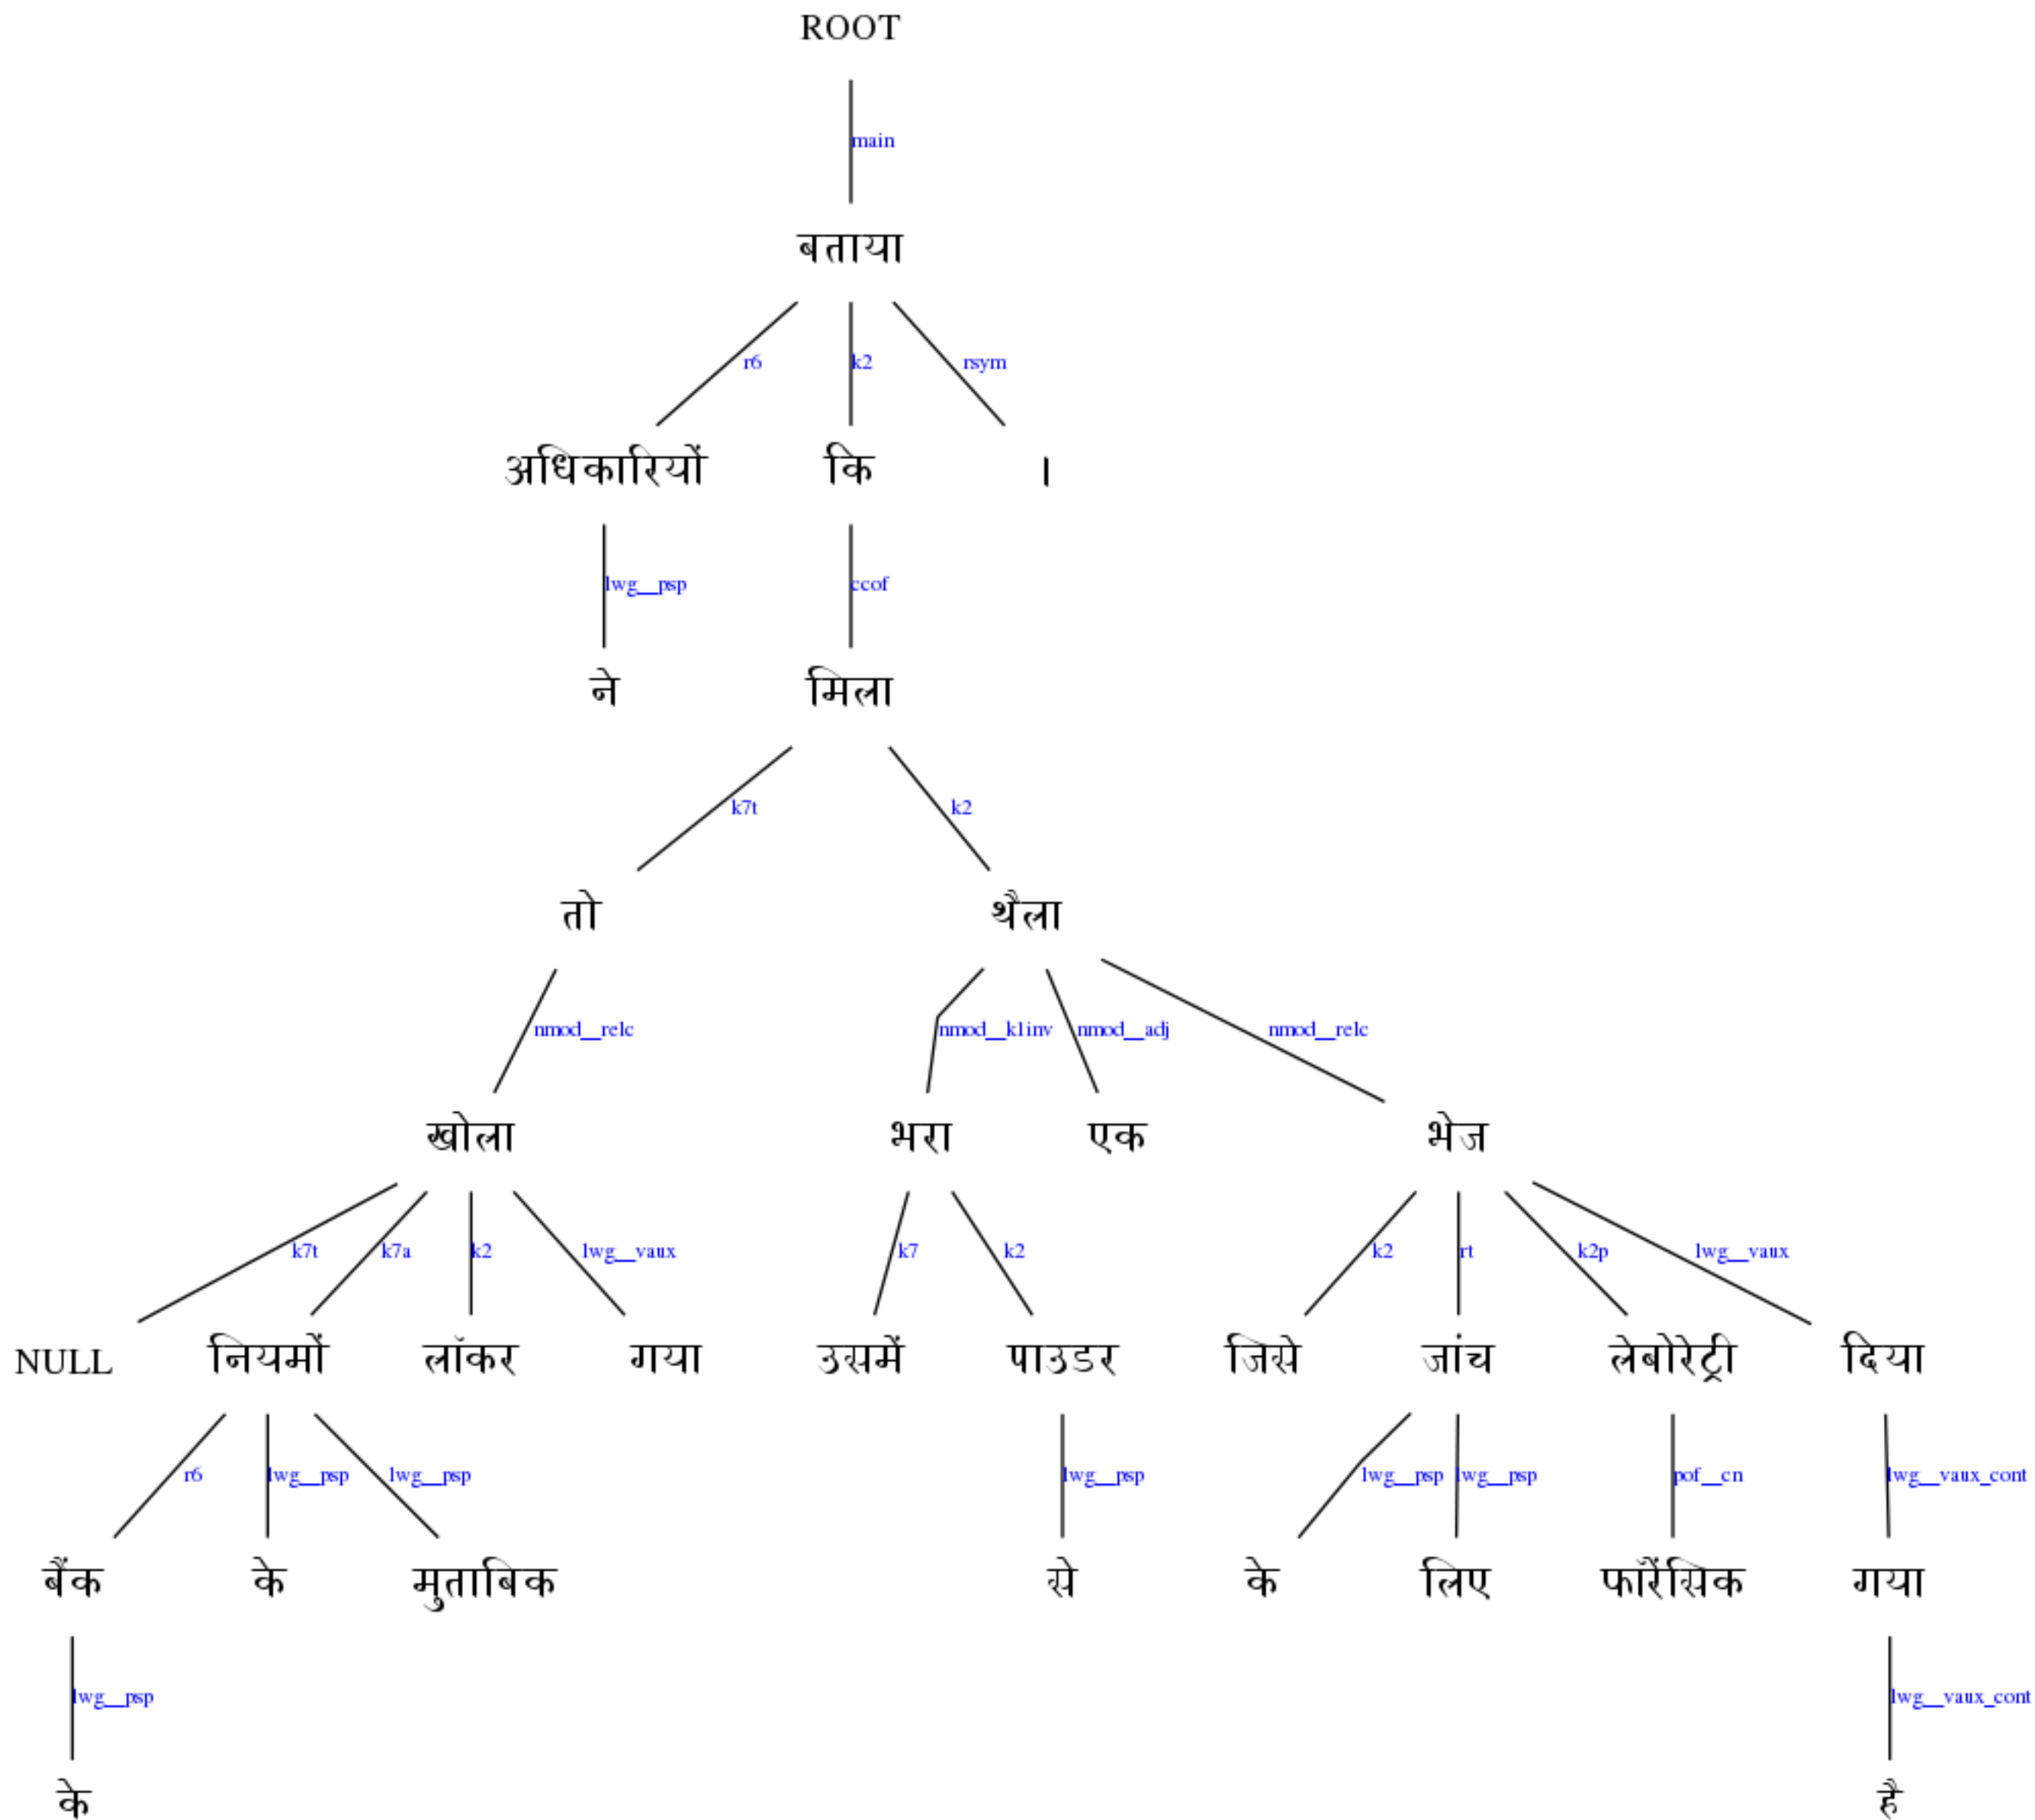 ROOT
main
बताया
r6 k2 rsym
अधिकारियों कि ।
lwg__psp ccof
ने मिला
k7t k2
तो थैला
nmod__relc nmod__k1inv nmod__adj nmod__relc
खोला भरा एक भेज
k7t k7a k2 lwg__vaux k7 k2 k2 rt k2p lwg__vaux
NULL नियमों लॉकर गया उसमें पाउडर जिसे जांच लेबोरेट्री दिया
r6 lwg__psp lwg__psp lwg__psp lwg__psp lwg__psp pof__cn lwg__vaux_cont
बैंक के मुताबिक से के लिए फॉरेंसिक गया
lwg__psp lwg__vaux_cont
के है